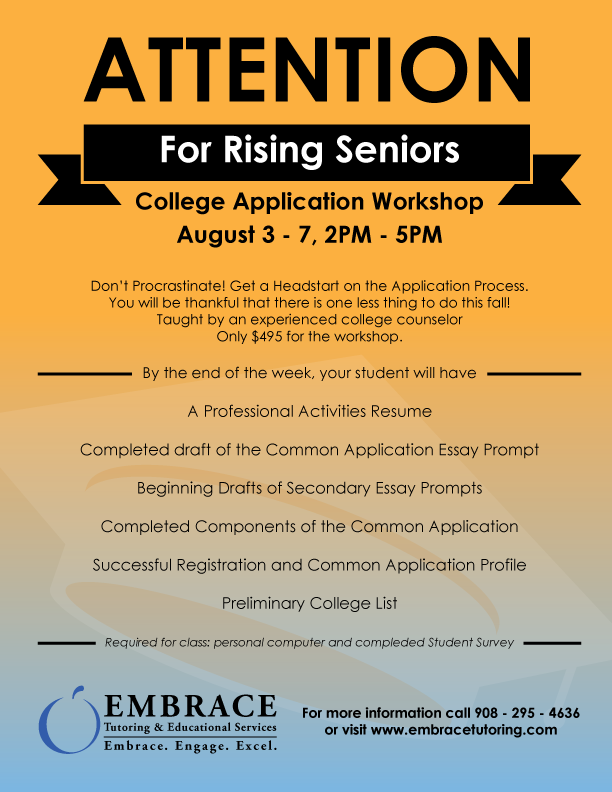 ATTENTION
For Rising Seniors
College Application Workshop
August 3 - 7, 2PM - 5PM
Don't Procrastinate! Get a Headstart on the Application Process.
You will be thankful that there is one less thing to do this fall!
Taught by an experienced college counselor
Only $495 for the workshop.
By the end of the week, your student will have
A Professional Activities Resume
Completed draft of the Common Application Essay Prompt
Beginning Drafts of Secondary Essay Prompts
Completed Components of the Common Application
Successful Registration and Common Application Profile
Preliminary College List
Required for class: personal computer and compleded Student Survey
EMBRACE
Tutoring & Educational Services
Embrace. Engage. Excel.
For more information call 908 - 295 - 4636
or visit www.embracetutoring.com